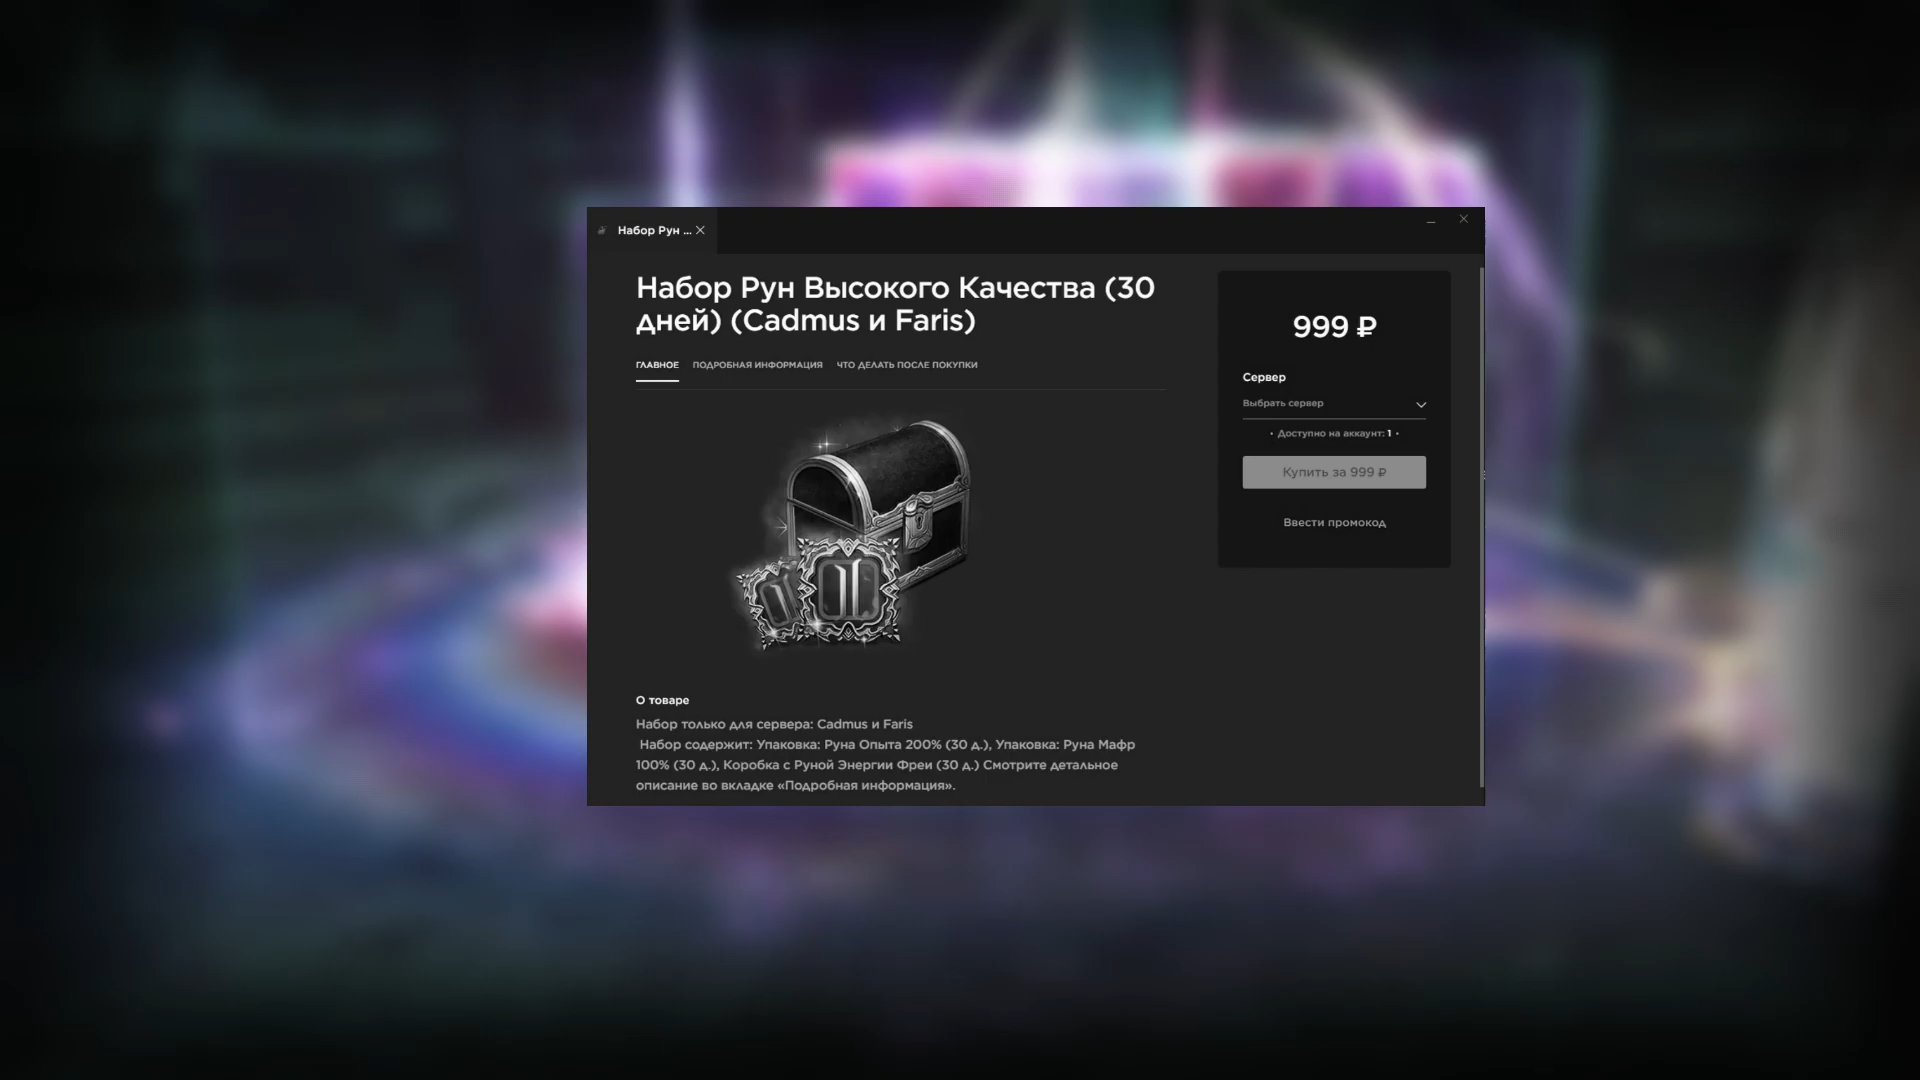 Набор Рун ...
Набор Рун Высокого Качества (30
дней) (Cadmus и Faris)
ГЛАВНОЕ ПОДРОБНАЯ ИНФОРМАЦИЯ ЧТО ДЕЛАТЬ ПОСЛЕ ПОКУПКИ
О товаре
Набор только для сервера: Cadmus и Faris
Набор содержит: Упаковка: Руна Опыта 200% (30 д.), Упаковка: Руна Мафр
100% (30 д.), Коробка с Руной Энергии Фреи (30 д.) Смотрите детальное
описание во вкладке «Подробная информация».
999 ₽
Сервер
Выбрать сервер
• Доступно на аккаунт: 1 •
Купить за 999 ₽
Ввести промокод